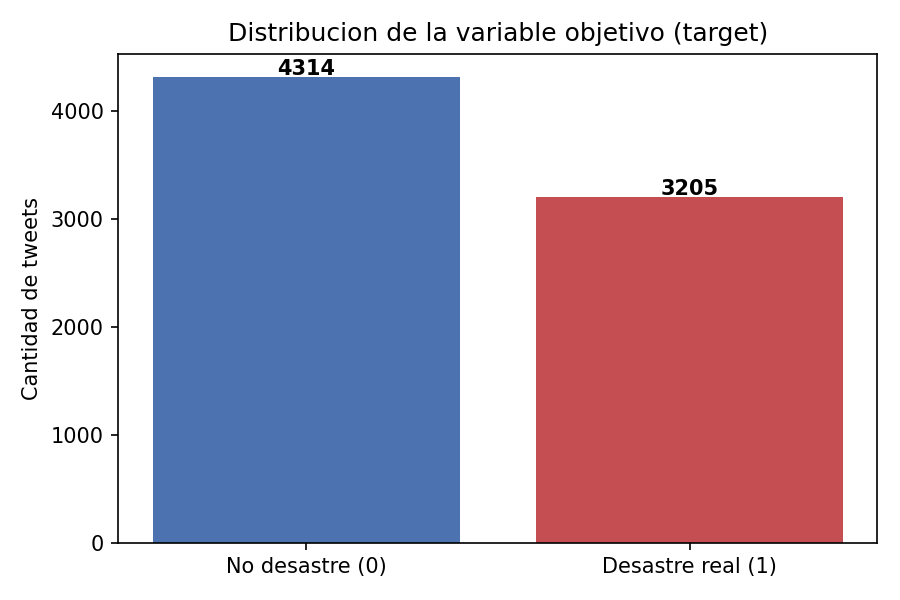 Distribucion de la variable objetivo (target)
4314
3205
4000
3000
2000
1000
0
Cantidad de tweets
No desastre (0)
Desastre real (1)